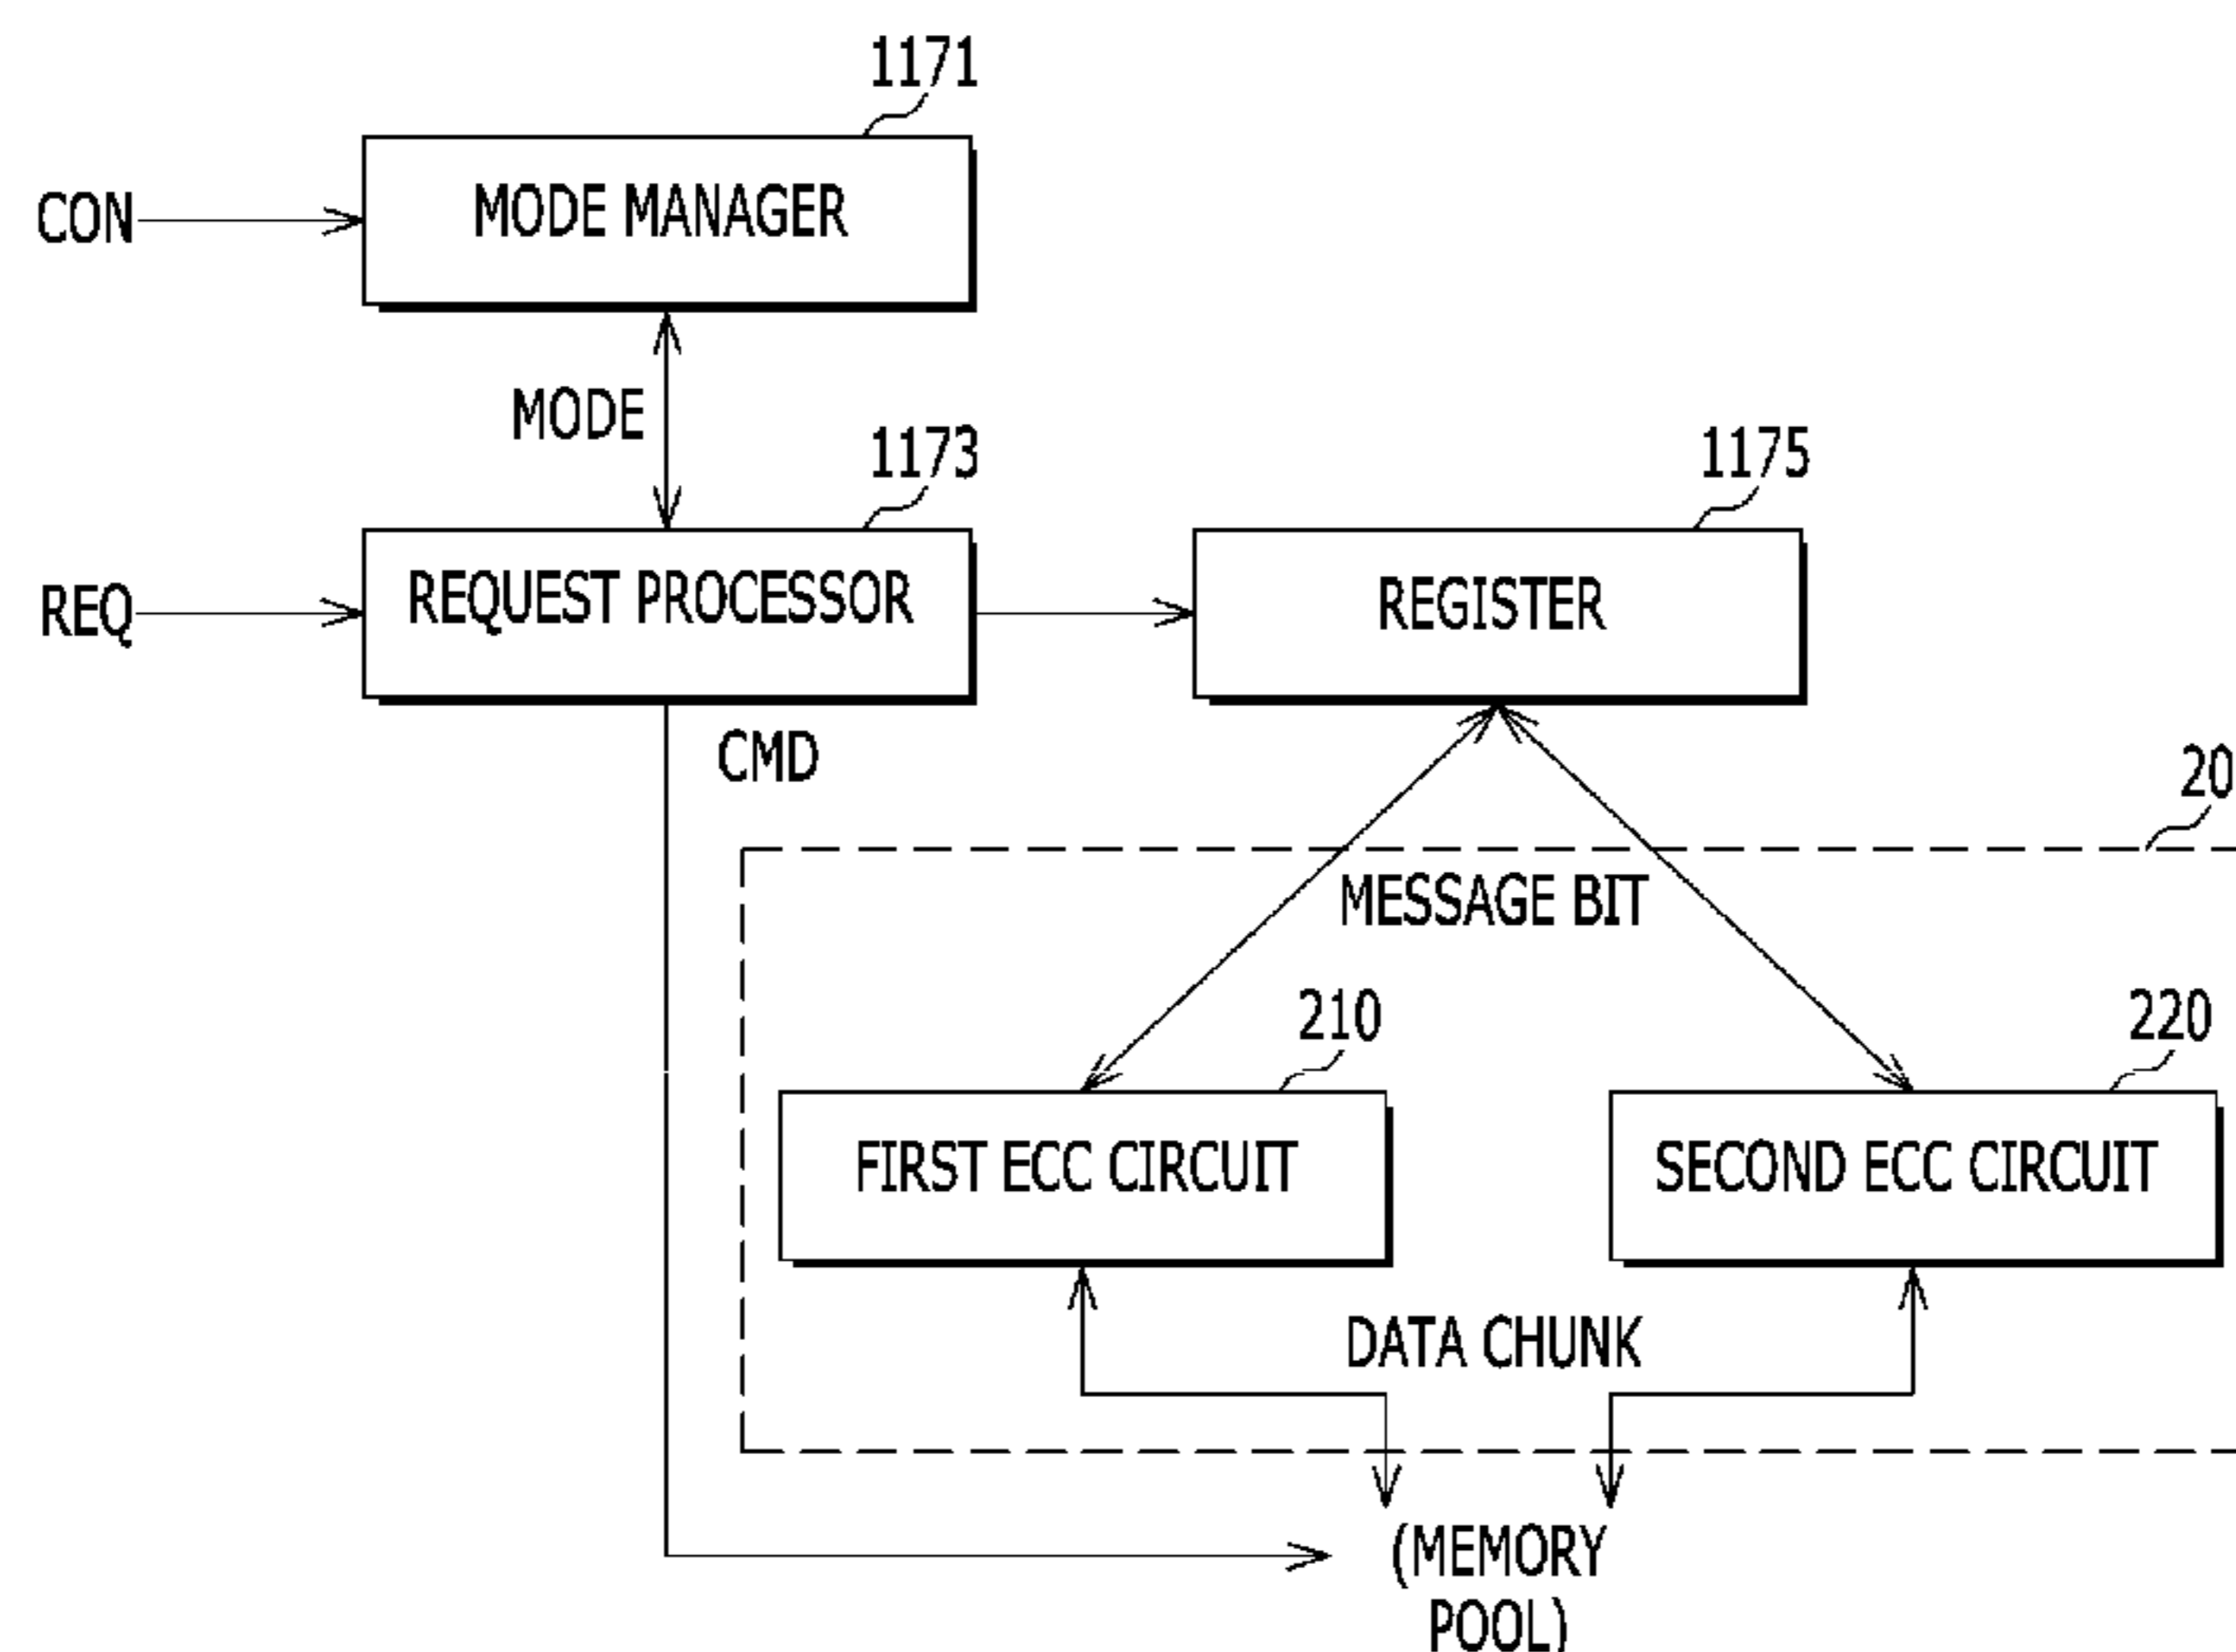 1171
CON
MODE MANAGER
MODE
1173
1175
REQ
REQUEST PROCESSOR
REGISTER
CMD
20
MESSAGE BIT
210
220
FIRST ECC CIRCUIT
SECOND ECC CIRCUIT
DATA CHUNK
(MEMORY
POOL)